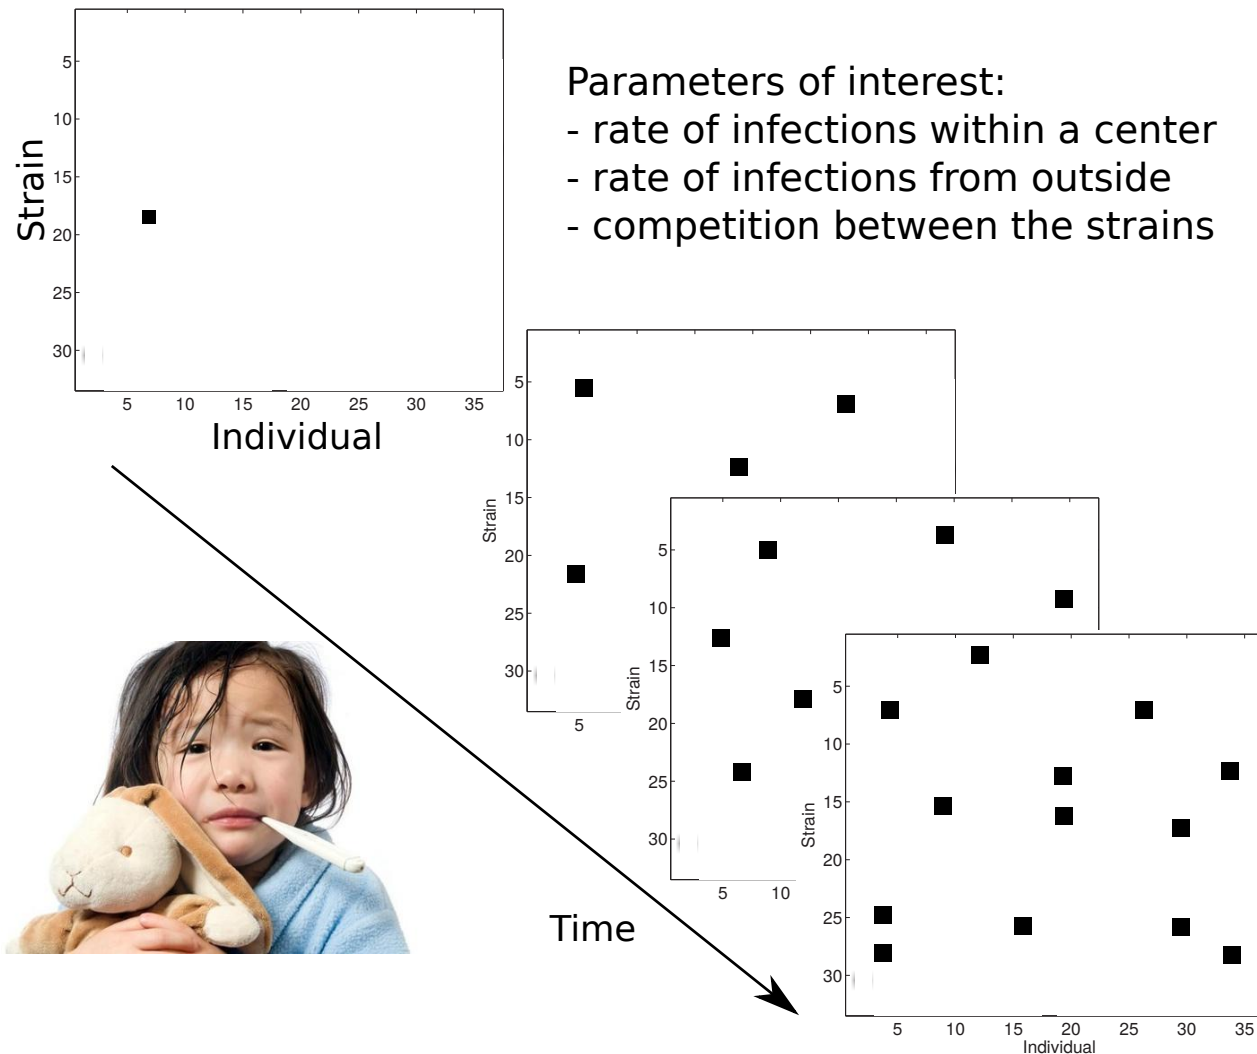 Parameters of interest:
- rate of infections within a center
- rate of infections from outside
- competition between the strains
Strain
5
10
15
20
25
30
5 10 15 20 25 30 35
Individual
Strain
5
10
15
20
25
30
5
Strain
5
10
15
20
25
30
5 10
Strain
5
10
15
20
25
30
5 10 15 20 25 30 35
Individual
Time